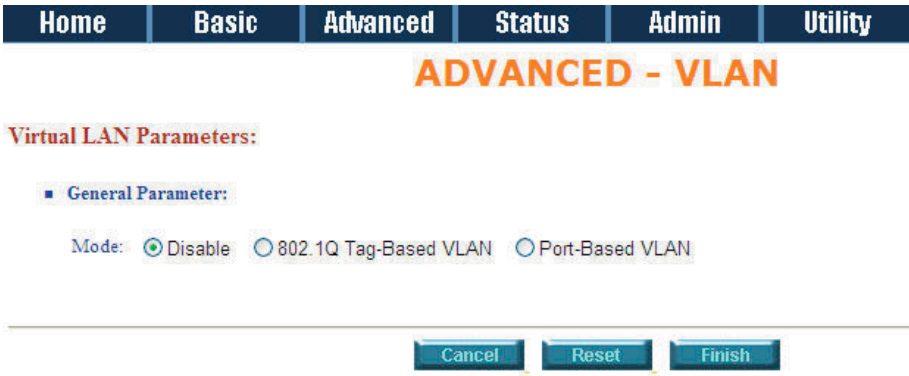 Home Basic Advanced Status Admin Utility
ADVANCED - VLAN
Virtual LAN Parameters:
General Parameter:
Mode: Disable 802.1Q Tag-Based VLAN Port-Based VLAN
Cancel Reset Finish